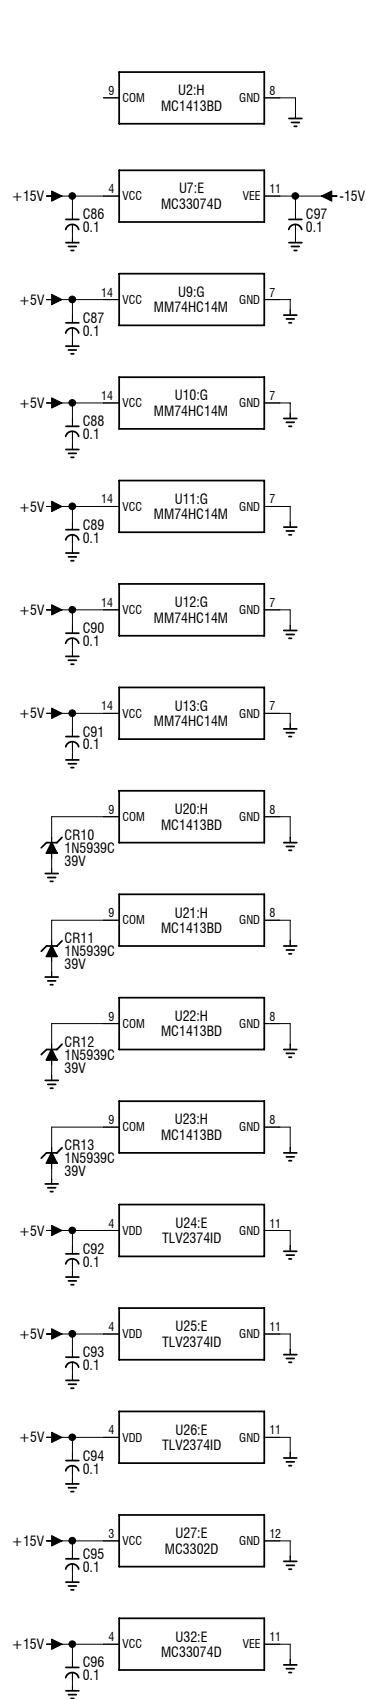 9 COM U2:H GND 8
MC1413BD
+15V 4 VCC U7:E VEE 11 -15V
MC33074D
C86 C97
0.1 0.1
+5V 14 VCC U9:G GND 7
MM74HC14M
C87
0.1
+5V 14 VCC U10:G GND 7
MM74HC14M
C88
0.1
+5V 14 VCC U11:G GND 7
MM74HC14M
C89
0.1
+5V 14 VCC U12:G GND 7
MM74HC14M
C90
0.1
+5V 14 VCC U13:G GND 7
MM74HC14M
C91
0.1
9 COM U20:H GND 8
MC1413BD
CR10
1N5939C
39V
9 COM U21:H GND 8
MC1413BD
CR11
1N5939C
39V
9 COM U22:H GND 8
MC1413BD
CR12
1N5939C
39V
9 COM U23:H GND 8
MC1413BD
CR13
1N5939C
39V
+5V 4 VDD U24:E GND 11
TLV2374ID
C92
0.1
+5V 4 VDD U25:E GND 11
TLV2374ID
C93
0.1
+5V 4 VDD U26:E GND 11
TLV2374ID
C94
0.1
+15V 3 VCC U27:E GND 12
MC3302D
C95
0.1
+15V 4 VCC U32:E VEE 11
MC33074D
C96
0.1